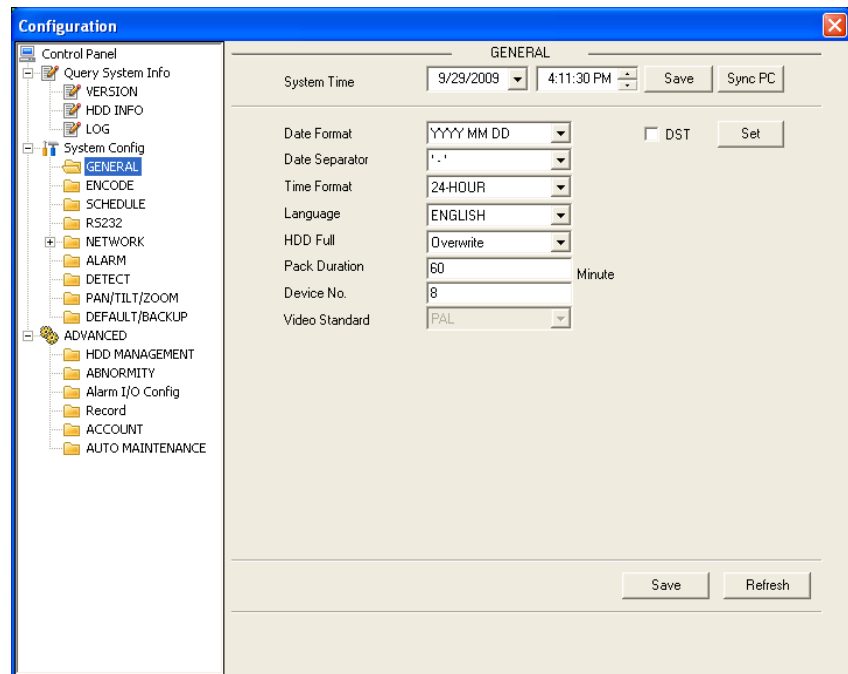 Configuration
Control Panel
Query System Info
VERSION
HDD INFO
LOG
System Config
GENERAL
ENCODE
SCHEDULE
RS232
NETWORK
ALARM
DETECT
PAN/TILT/ZOOM
DEFAULT/BACKUP
ADVANCED
HDD MANAGEMENT
ABNORMITY
Alarm I/O Config
Record
ACCOUNT
AUTO MAINTENANCE
GENERAL
System Time 9/29/2009 4:11:30 PM Save Sync PC
Date Format YYYY MM DD DST Set
Date Separator '-'
Time Format 24-HOUR
Language ENGLISH
HDD Full Overwrite
Pack Duration 60 Minute
Device No. 8
Video Standard PAL
Save Refresh